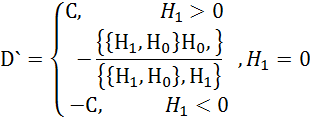 C, H₁ > 0
D` = { −{{H₁,H₀}H₀,} / {{H₁,H₀},H₁} , H₁ = 0
−C, H₁ < 0